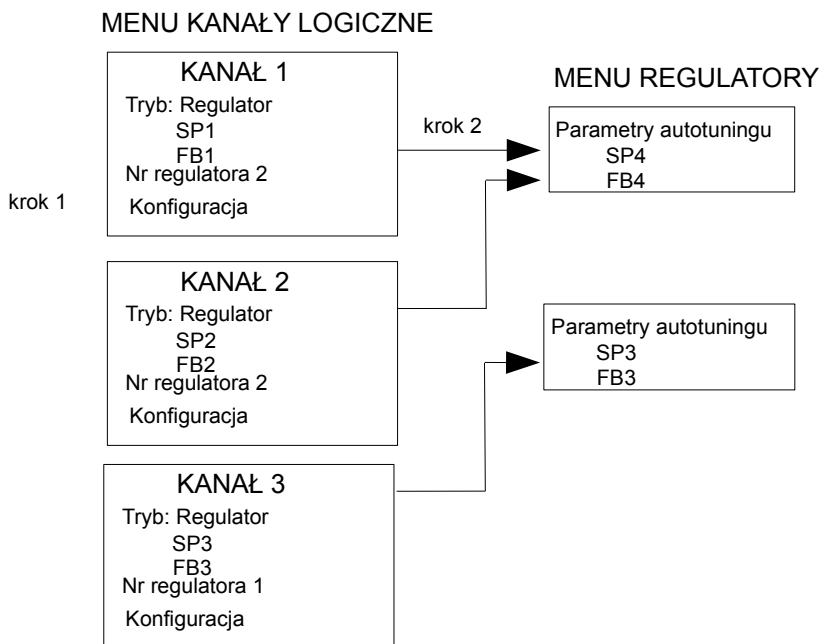 MENU KANAŁY LOGICZNE
KANAŁ 1
Tryb: Regulator
SP1
FB1
Nr regulatora 2
Konfiguracja
krok 1
krok 2
MENU REGULATORY
Parametry autotuningu
SP4
FB4
KANAŁ 2
Tryb: Regulator
SP2
FB2
Nr regulatora 2
Konfiguracja
Parametry autotuningu
SP3
FB3
KANAŁ 3
Tryb: Regulator
SP3
FB3
Nr regulatora 1
Konfiguracja